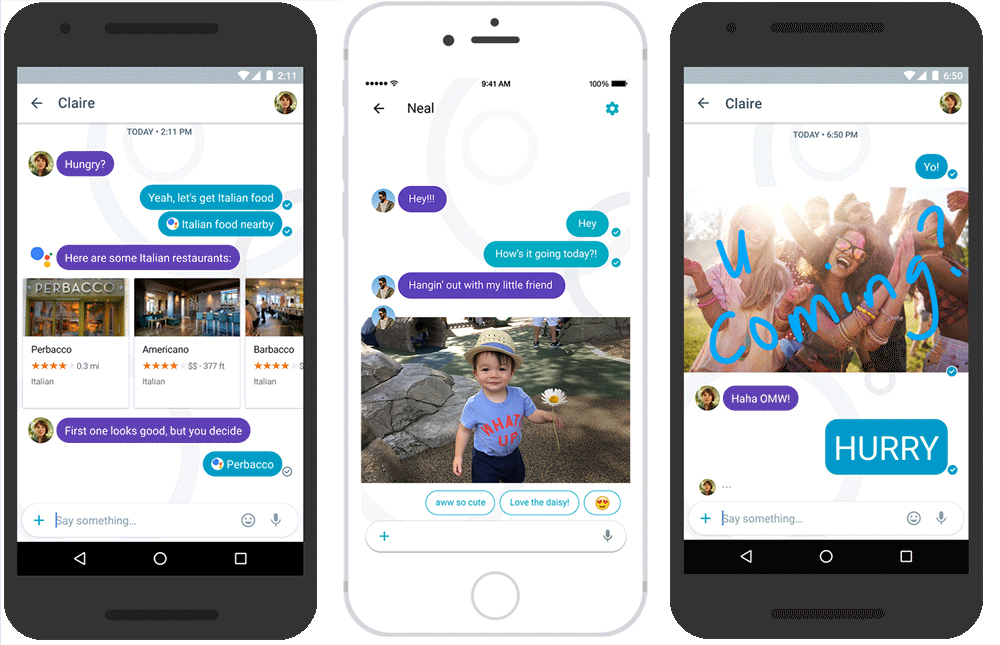 2:11
Claire
TODAY • 2:11 PM
Hungry?
Yeah, let's get Italian food
Italian food nearby
Here are some Italian restaurants:
PERBACCO
Perbacco
0.3 mi
Italian
Americano
$$ · 377 ft
Italian
Barbacco
$
Italian
First one looks good, but you decide
Perbacco
Say something...
9:41 AM
100%
Neal
Hey!!!
Hey
How's it going today?!
Hangin' out with my little friend
WHAT'S
UP
aww so cute
Love the daisy!
6:50
Claire
TODAY • 6:50 PM
Yo!
u
coming?
Haha OMW!
HURRY
...
Say something...